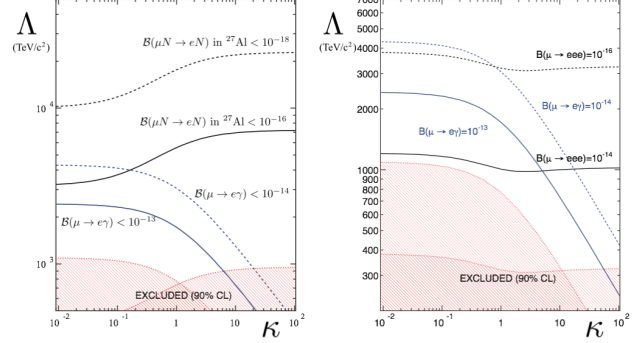 Λ
(TeV/c²)
B(μN → eN) in ²⁷Al < 10⁻¹⁸
10⁴
B(μN → eN) in ²⁷Al < 10⁻¹⁶
B(μ → eγ) < 10⁻¹⁴
B(μ → eγ) < 10⁻¹³
10³
EXCLUDED (90% CL)
10⁻² 10⁻¹ 1 10 10²
κ
Λ
(TeV/c²)
5000
4000
3000
2000
1000
900
800
700
600
500
400
300
B(μ → eee)=10⁻¹⁶
B(μ → eγ)=10⁻¹⁴
B(μ → eγ)=10⁻¹³
B(μ → eee)=10⁻¹⁴
EXCLUDED (90% CL)
10⁻² 10⁻¹ 1 10 10²
κ